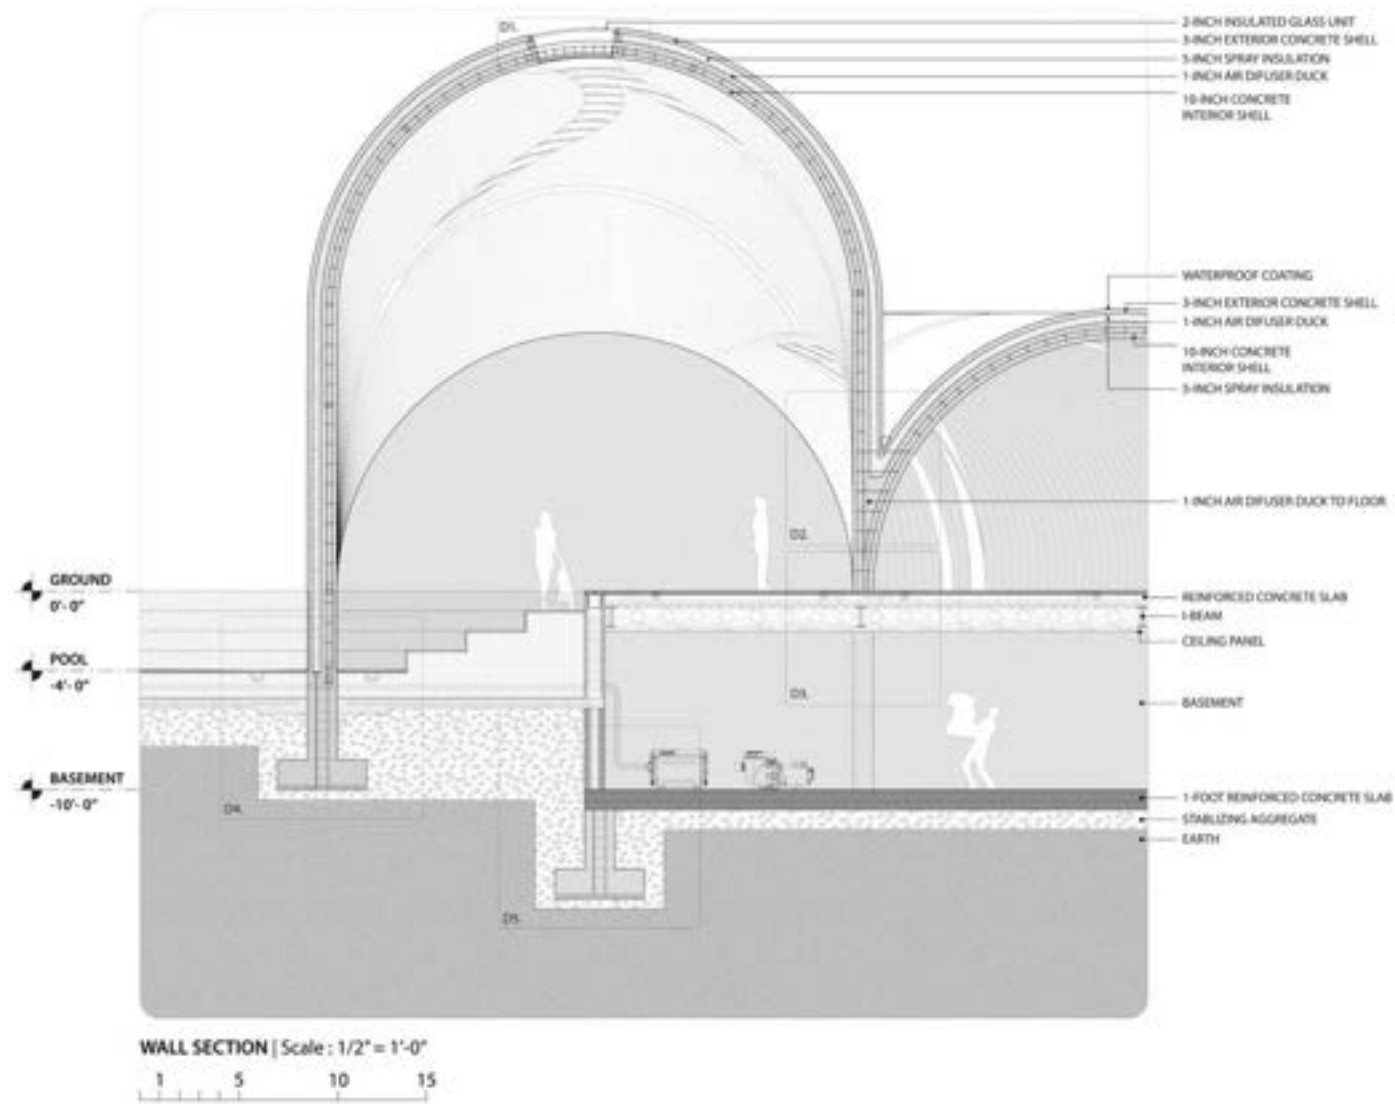 D1.
2-INCH INSULATED GLASS UNIT
3-INCH EXTERIOR CONCRETE SHELL
5-INCH SPRAY INSULATION
1-INCH AIR DIFUSER DUCK
10-INCH CONCRETE
INTERIOR SHELL
WATERPROOF COATING
3-INCH EXTERIOR CONCRETE SHELL
1-INCH AIR DIFUSER DUCK
10-INCH CONCRETE
INTERIOR SHELL
5-INCH SPRAY INSULATION
1-INCH AIR DIFUSER DUCK TO FLOOR
D2.
GROUND
0'- 0"
REINFORCED CONCRETE SLAB
I-BEAM
CEILING PANEL
POOL
-4'- 0"
D3.
BASEMENT
BASEMENT
-10'- 0"
1-FOOT REINFORCED CONCRETE SLAB
STABLIZING AGGREGATE
EARTH
D4.
D5.
WALL SECTION | Scale : 1/2" = 1'-0"
1 5 10 15